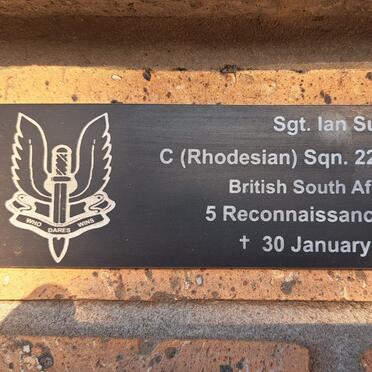 Sgt. Ian Su
C (Rhodesian) Sqn. 22
British South Af
5 Reconnaissanc
† 30 January
WHO DARES WINS